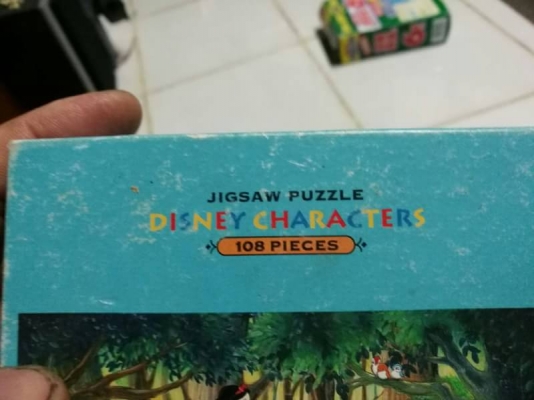 JIGSAW PUZZLE
DISNEY CHARACTERS
108 PIECES